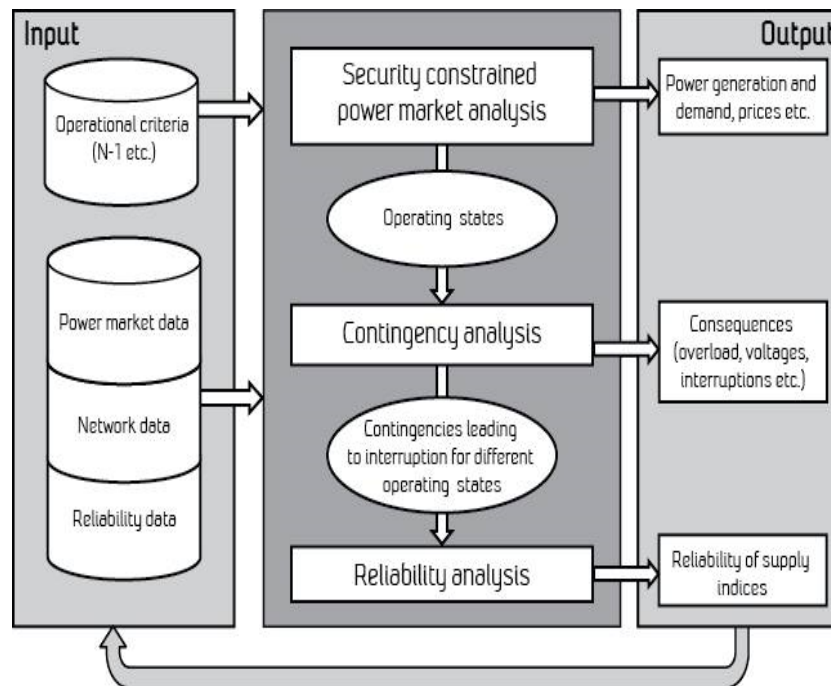 Input
Operational criteria
(N-1 etc.)
Power market data
Network data
Reliability data
Security constrained
power market analysis
Operating states
Contingency analysis
Contingencies leading
to interruption for different
operating states
Reliability analysis
Output
Power generation and
demand, prices etc.
Consequences
(overload, voltages,
interruptions etc.)
Reliability of supply
indices